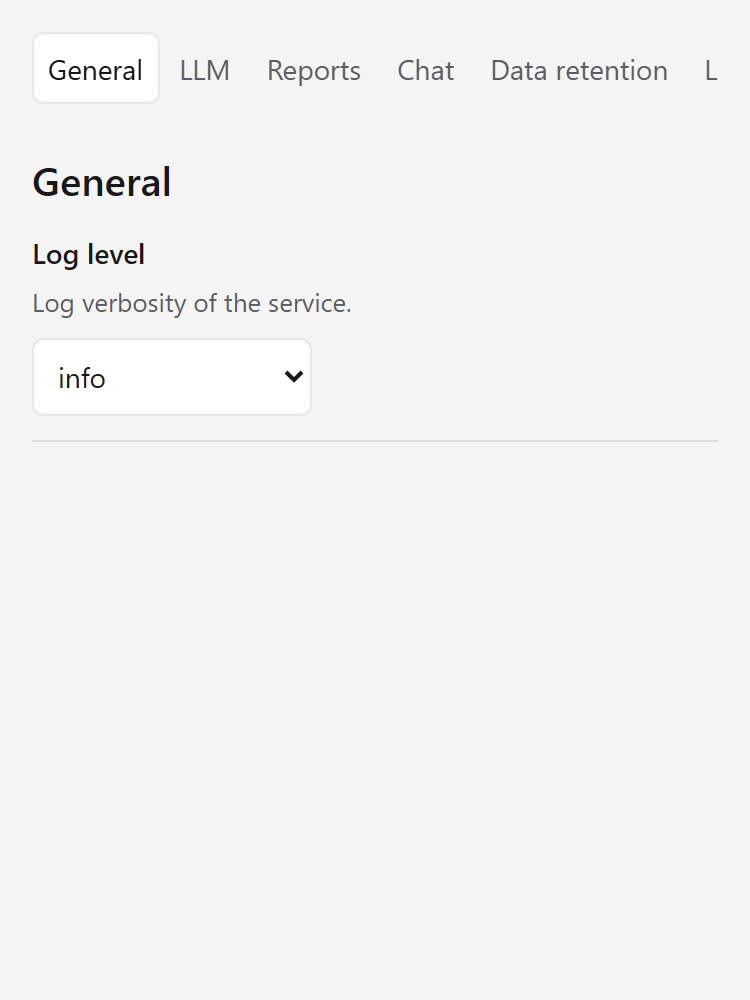 General LLM Reports Chat Data retention L
General
Log level
Log verbosity of the service.
info